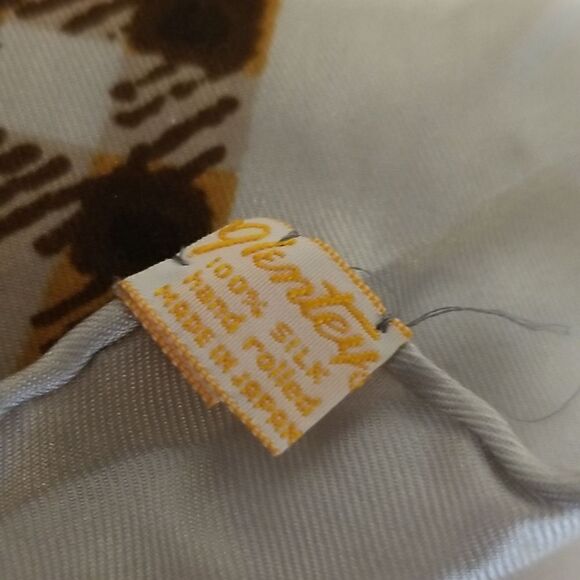 Glentex
100% SILK
hand rolled
MADE IN JAPAN